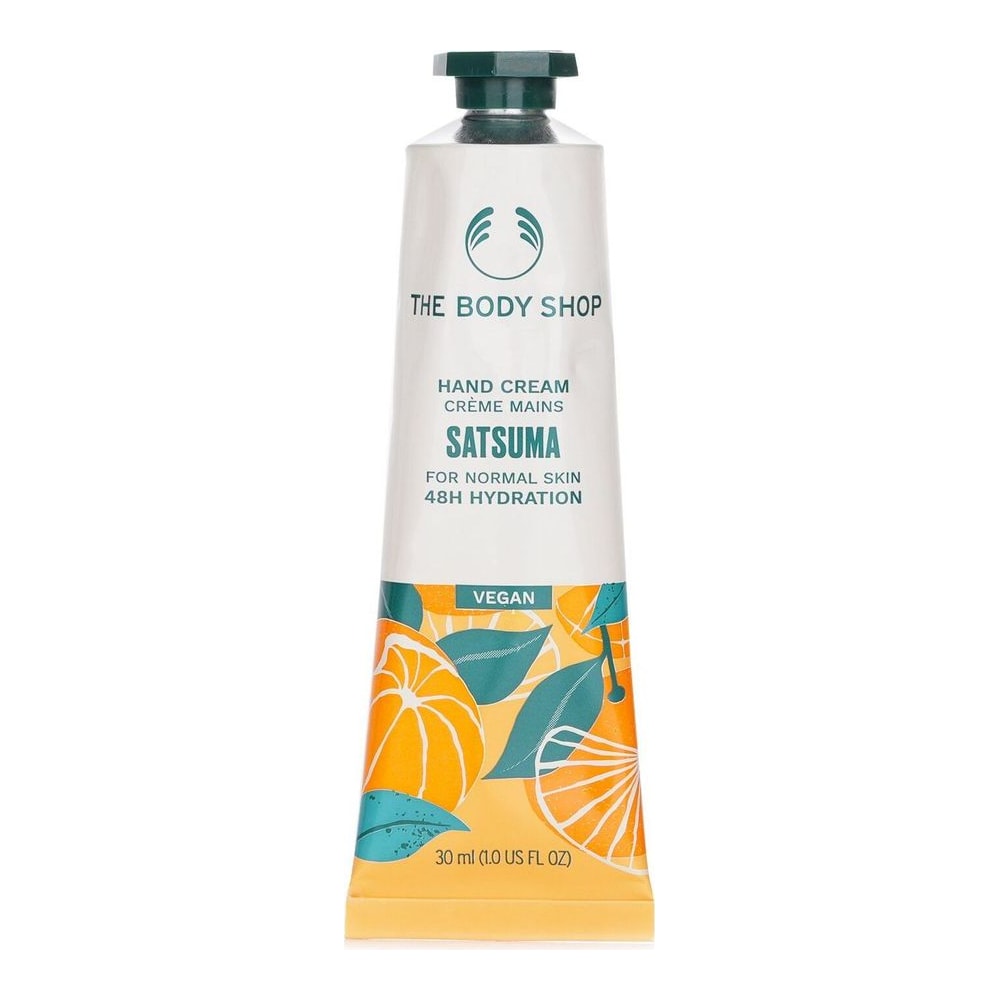 THE BODY SHOP
HAND CREAM
CRÈME MAINS
SATSUMA
FOR NORMAL SKIN
48H HYDRATION
VEGAN
30 ml (1.0 US FL OZ)